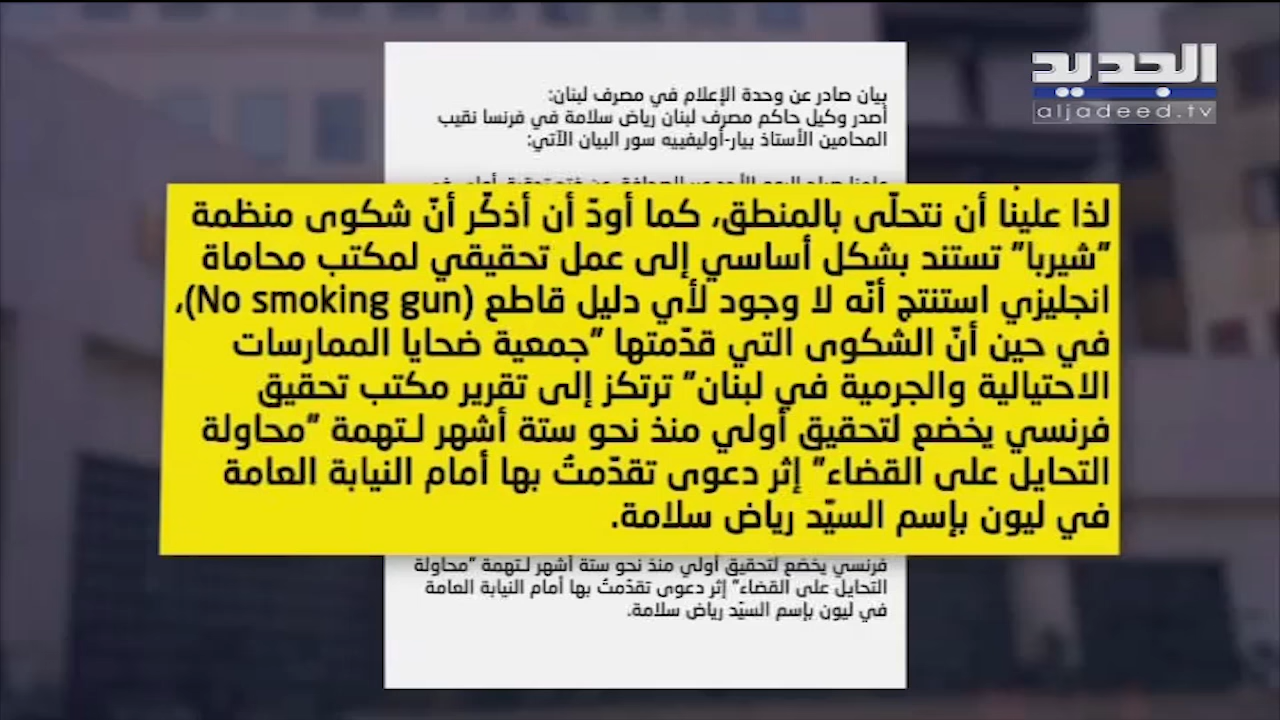 الجديد
aljadeed.tv
بيان صادر عن وحدة الإعلام في مصرف لبنان:
أصدر وكيل حاكم مصرف لبنان رياض سلامة في فرنسا نقيب
المحامين الأستاذ بيار-أوليفييه سور البيان الآتي:
لذا علينا أن نتحلّى بالمنطق، كما أودّ أن أذكّر أنّ شكوى منظمة
"شيربا" تستند بشكل أساسي إلى عمل تحقيقي لمكتب محاماة
انجليزي استنتج أنّه لا وجود لأي دليل قاطع (No smoking gun)،
في حين أنّ الشكوى التي قدّمتها "جمعية ضحايا الممارسات
الاحتيالية والجرمية في لبنان" ترتكز إلى تقرير مكتب تحقيق
فرنسي يخضع لتحقيق أولي منذ نحو ستة أشهر لـتهمة "محاولة
التحايل على القضاء" إثر دعوى تقدّمتُ بها أمام النيابة العامة
في ليون بإسم السيّد رياض سلامة.
فرنسي يخضع لتحقيق أولي منذ نحو ستة أشهر لـتهمة "محاولة
التحايل على القضاء" إثر دعوى تقدّمتُ بها أمام النيابة العامة
في ليون بإسم السيّد رياض سلامة.